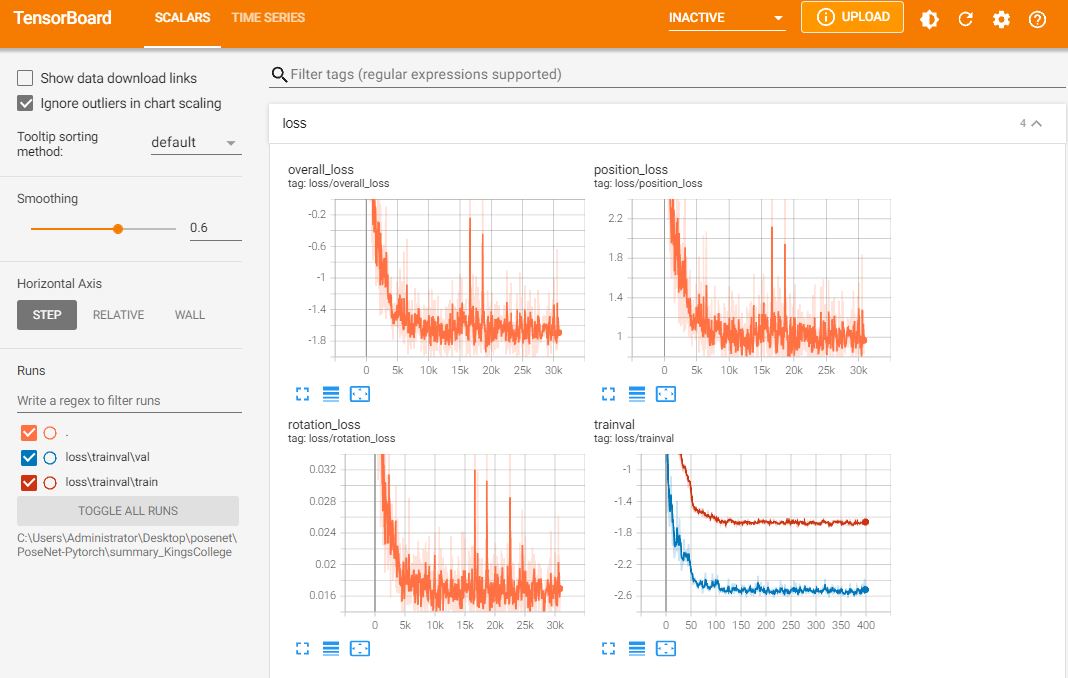 TensorBoard
SCALARS
TIME SERIES
INACTIVE
UPLOAD
Show data download links
Ignore outliers in chart scaling
Tooltip sorting
method:
default
Smoothing
0.6
Horizontal Axis
STEP
RELATIVE
WALL
Runs
Write a regex to filter runs
.
loss\trainval\val
loss\trainval\train
TOGGLE ALL RUNS
C:\Users\Administrator\Desktop\posenet\
PoseNet-Pytorch\summary_KingsCollege
Filter tags (regular expressions supported)
loss
4
overall_loss
tag: loss/overall_loss
-0.2
-0.6
-1
-1.4
-1.8
0 5k 10k 15k 20k 25k 30k
position_loss
tag: loss/position_loss
2.2
1.8
1.4
1
0 5k 10k 15k 20k 25k 30k
rotation_loss
tag: loss/rotation_loss
0.032
0.028
0.024
0.02
0.016
0 5k 10k 15k 20k 25k 30k
trainval
tag: loss/trainval
-1
-1.4
-1.8
-2.2
-2.6
0 50 100 150 200 250 300 350 400